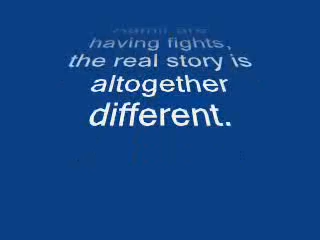 having fights,
the real story is
altogether
different.